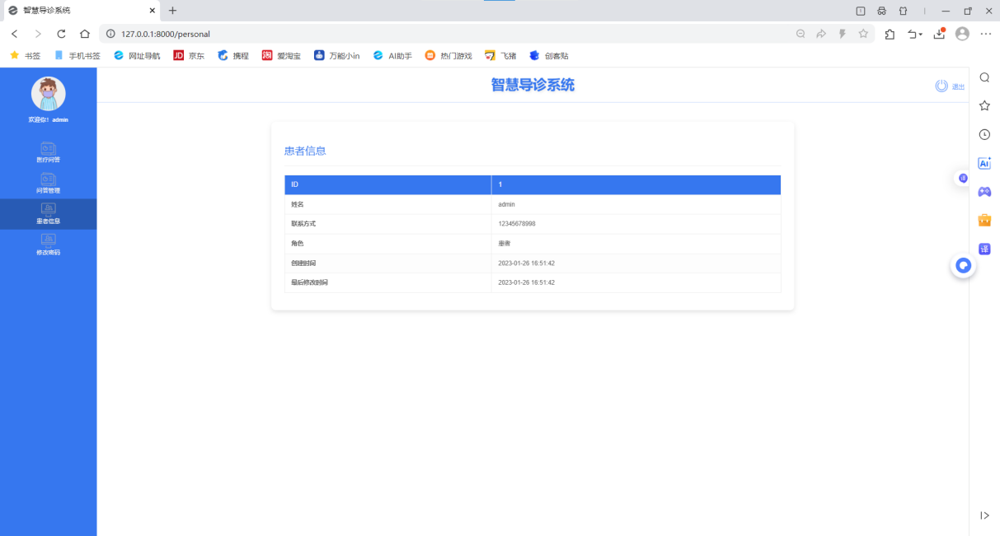 智慧导诊系统
127.0.0.1:8000/personal
书签 手机书签 网址导航 JD 京东 携程 淘 爱淘宝 万能小in AI助手 热门游戏 飞猪 创客贴
智慧导诊系统
退出
欢迎你! admin
医疗问答
问答管理
患者信息
修改密码
患者信息
ID 1
姓名 admin
联系方式 12345678998
角色 患者
创建时间 2023-01-26 16:51:42
最后修改时间 2023-01-26 16:51:42
AI
译
译